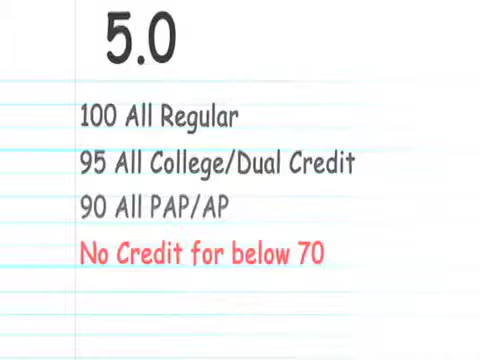 5.0
100 All Regular
95 All College/Dual Credit
90 All PAP/AP
No Credit for below 70